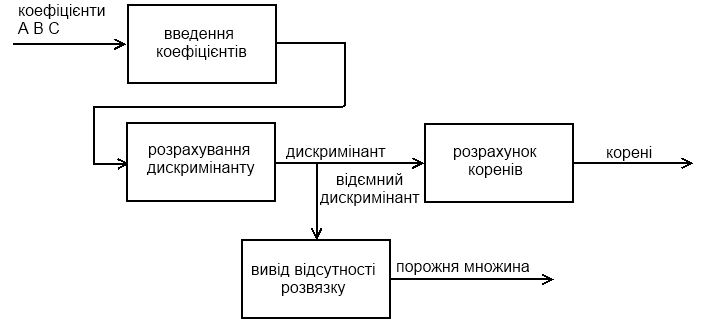 коефіцієнти
А В С
введення
коефіцієнтів
розрахування
дискримінанту
дискримінант
відємний
дискримінант
розрахунок
коренів
корені
вивід відсутності
розвязку
порожня множина